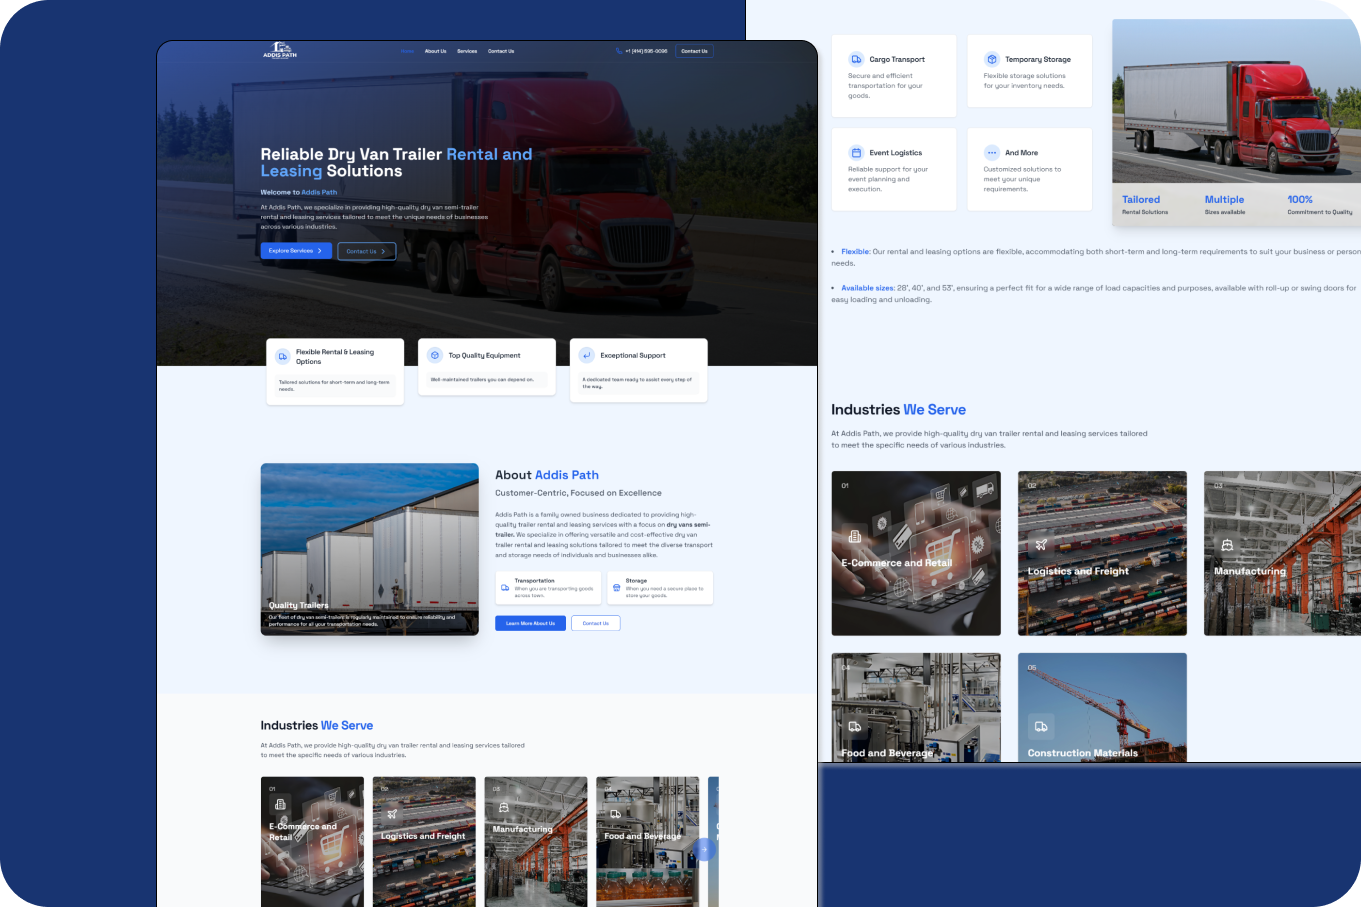 ADDIS PATH
Home
About Us
Services
Contact Us
Contact Us
Reliable Dry Van Trailer Rental and
Leasing Solutions
Welcome to Addis Path
At Addis Path, we specialize in providing high-quality dry van semi-trailer
rental and leasing services tailored to meet the unique needs of businesses
across various industries.
Explore Services
Contact Us
Flexible Rental & Leasing
Options
Tailored solutions for short-term and long-term
needs.
Top Quality Equipment
Well-maintained trailers you can depend on.
Exceptional Support
A dedicated team ready to assist every step of
the way.
Quality Trailers
Our fleet of dry van semi-trailers is regularly maintained to ensure reliability and
performance for all your transportation needs.
About Addis Path
Customer-Centric, Focused on Excellence
Addis Path is a family owned business dedicated to providing high-
quality trailer rental and leasing services with a focus on dry vans semi-
trailer. We specialize in offering versatile and cost-effective dry van
trailer rental and leasing solutions tailored to meet the diverse transport
and storage needs of individuals and businesses alike.
Transportation
When you are transporting goods
across town.
Storage
When you need a secure place to
store your goods.
Learn More About Us
Contact Us
Industries We Serve
At Addis Path, we provide high-quality dry van trailer rental and leasing services tailored
to meet the specific needs of various industries.
01
E-Commerce and
Retail
02
Logistics and Freight
03
Manufacturing
04
Food and Beverage
Cargo Transport
Secure and efficient
transportation for your
goods.
Temporary Storage
Flexible storage solutions
for your inventory needs.
Event Logistics
Reliable support for your
event planning and
execution.
And More
Customized solutions to
meet your unique
requirements.
Tailored
Rental Solutions
Multiple
Sizes available
100%
Commitment to Quality
• Flexible: Our rental and leasing options are flexible, accommodating both short-term and long-term requirements to suit your business or person
needs.
• Available sizes: 28', 40', and 53', ensuring a perfect fit for a wide range of load capacities and purposes, available with roll-up or swing doors for
easy loading and unloading.
Industries We Serve
At Addis Path, we provide high-quality dry van trailer rental and leasing services tailored
to meet the specific needs of various industries.
01
E-Commerce and Retail
02
Logistics and Freight
03
Manufacturing
04
Food and Beverage
05
Construction Materials